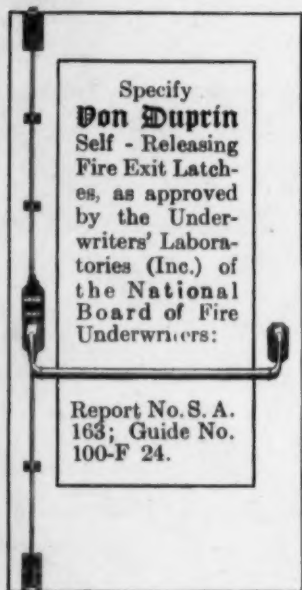 Specify
Von Duprin
Self - Releasing
Fire Exit Latch-
es, as approved
by the Under-
writers' Labora-
tories (Inc.) of
the National
Board of Fire
Underwriters:
Report No. S. A.
163; Guide No.
100-F 24.